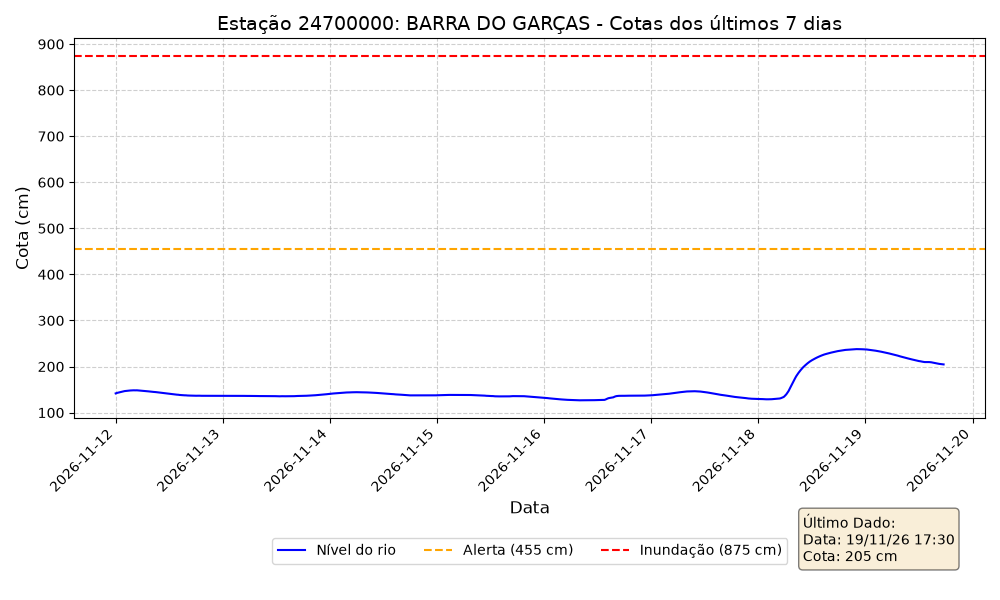 Estação 24700000: BARRA DO GARÇAS - Cotas dos últimos 7 dias
Cota (cm)
900
800
700
600
500
400
300
200
100
2026-11-12
2026-11-13
2026-11-14
2026-11-15
2026-11-16
2026-11-17
2026-11-18
2026-11-19
2026-11-20
Data
Nível do rio
Alerta (455 cm)
Inundação (875 cm)
Último Dado:
Data: 19/11/26 17:30
Cota: 205 cm